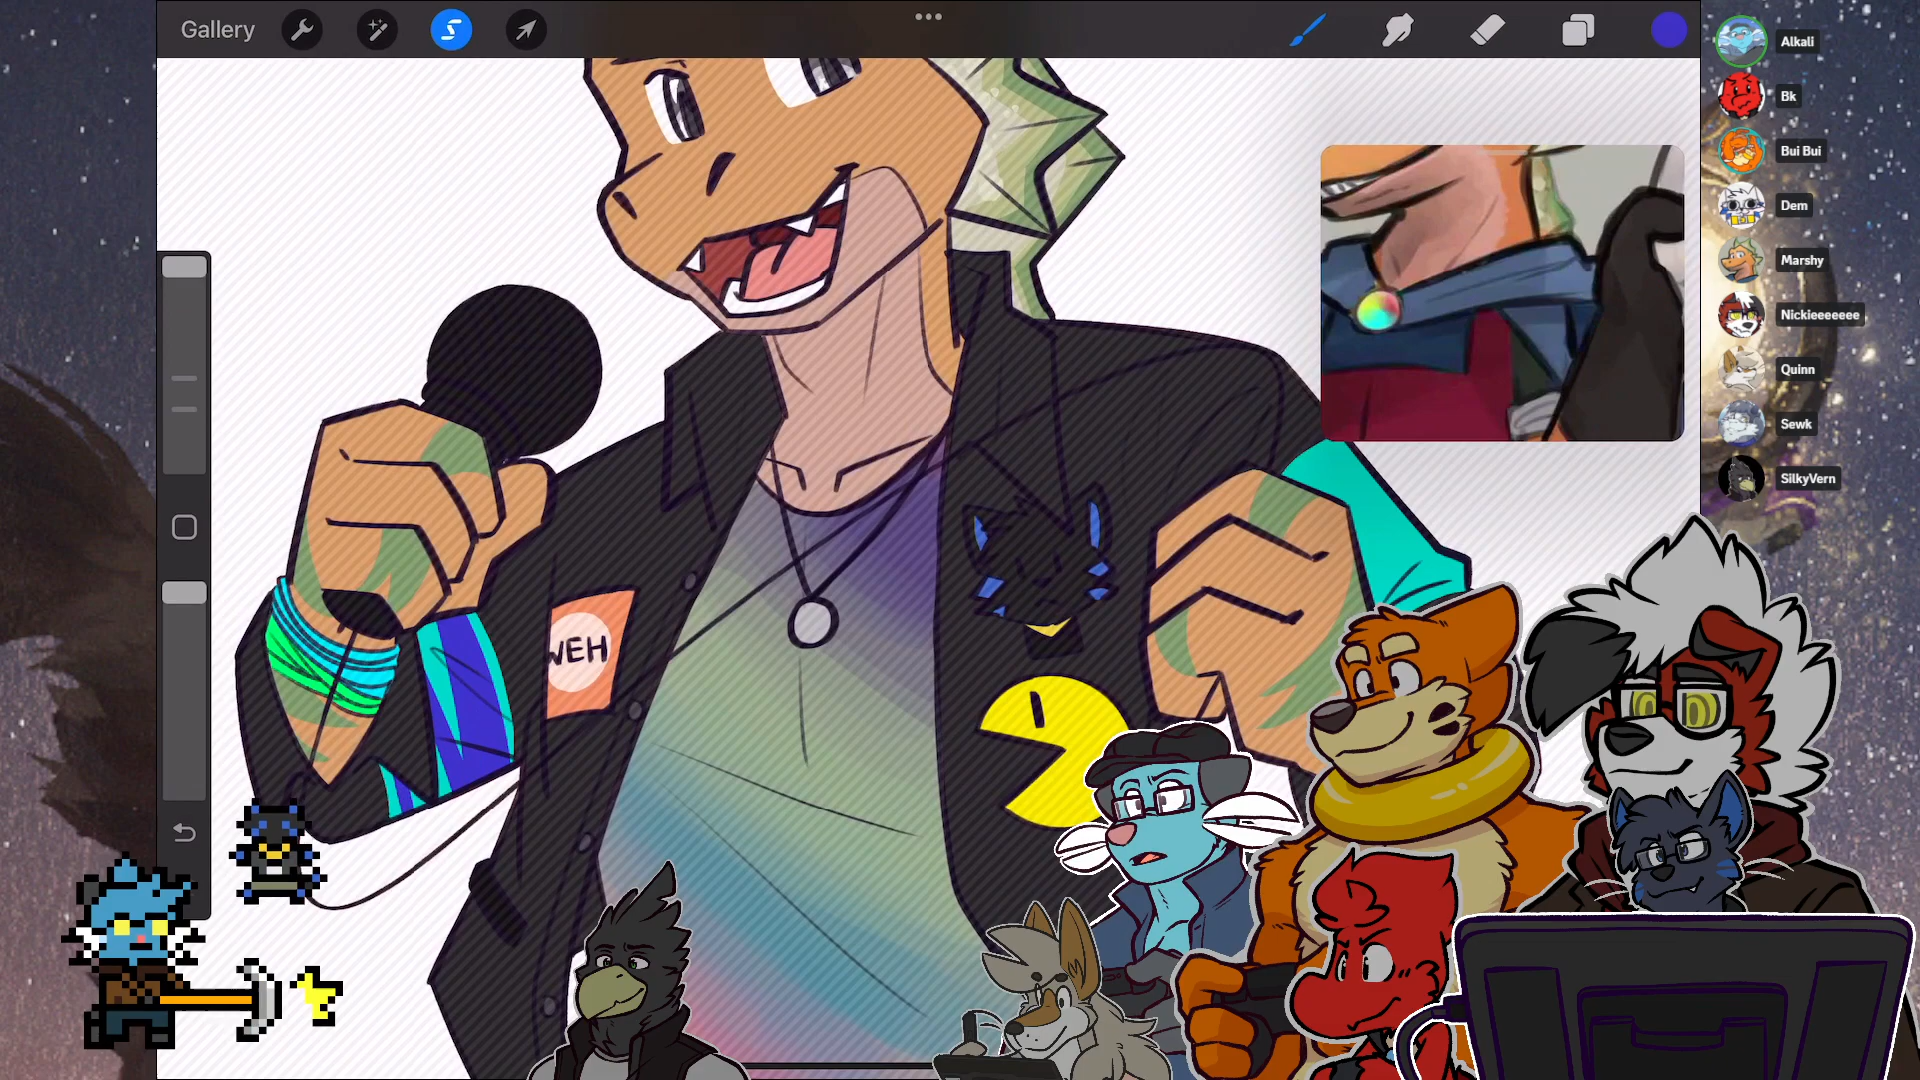 Gallery
Alkali
Bk
Bui Bui
Dem
Marshy
Nickieeeeeee
Quinn
Sewk
SilkyVern
WEH